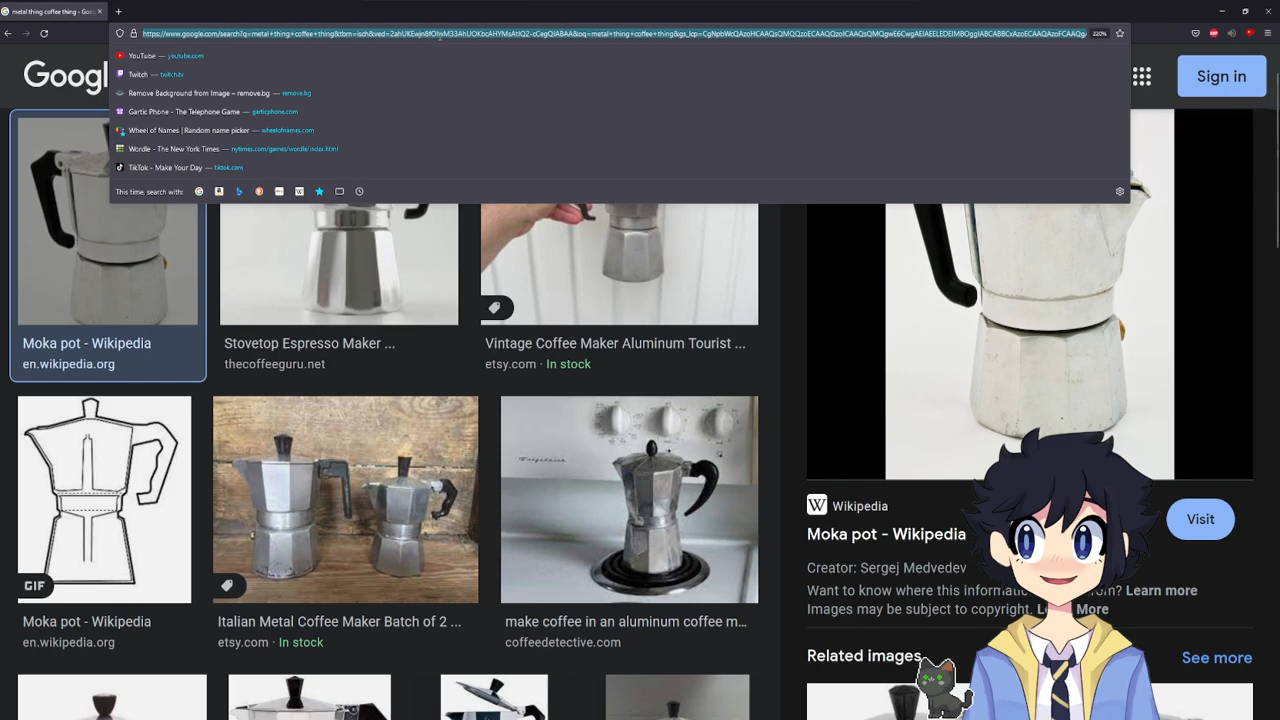 metal thing coffee thing - Goo
YouTube — youtube.com
Twitch — twitch.tv
Remove Background from Image – remove.bg — remove.bg
Gartic Phone - The Telephone Game — garticphone.com
Wheel of Names | Random name picker — wheelofnames.com
Wordle - The New York Times — nytimes.com/games/wordle/index.html
TikTok - Make Your Day — tiktok.com
This time, search with:
220%
Googl
Sign in
Moka pot - Wikipedia
en.wikipedia.org
Stovetop Espresso Maker ...
thecoffeeguru.net
Vintage Coffee Maker Aluminum Tourist ...
etsy.com · In stock
GIF
Moka pot - Wikipedia
en.wikipedia.org
Italian Metal Coffee Maker Batch of 2 ...
etsy.com · In stock
make coffee in an aluminum coffee m...
coffeedetective.com
W Wikipedia
Moka pot - Wikipedia
Visit
Creator: Sergej Medvedev
Want to know where this informati om? Learn more
Images may be subject to copyright. L More
Related images
See more